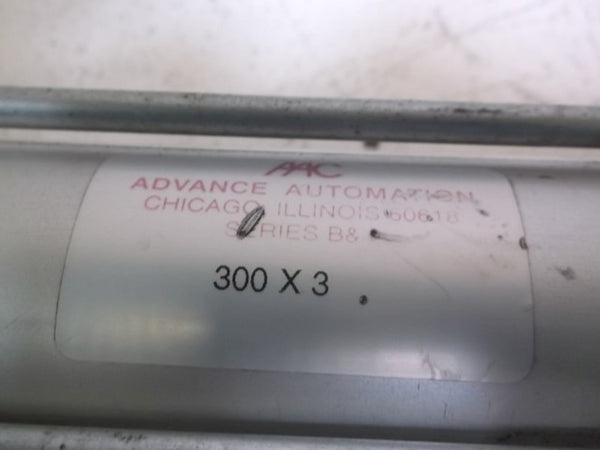 AAC
ADVANCE AUTOMATION
CHICAGO, ILLINOIS 60618
SERIES B&
300 X 3